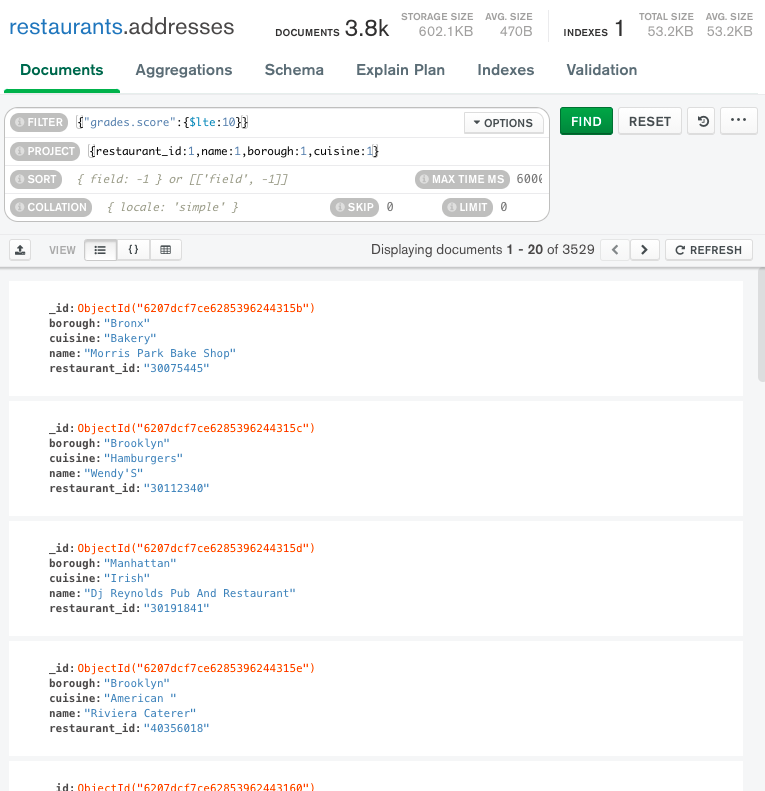 restaurants.addresses
DOCUMENTS 3.8k STORAGE SIZE 602.1KB AVG. SIZE 470B INDEXES 1 TOTAL SIZE 53.2KB AVG. SIZE 53.2KB
Documents Aggregations Schema Explain Plan Indexes Validation
FILTER {"grades.score":{$lte:10}} OPTIONS FIND RESET ...
PROJECT {restaurant_id:1,name:1,borough:1,cuisine:1}
SORT { field: -1 } or [['field', -1]] MAX TIME MS 6000
COLLATION { locale: 'simple' } SKIP 0 LIMIT 0
VIEW {} Displaying documents 1 - 20 of 3529 < > REFRESH
_id:ObjectId("6207dcf7ce6285396244315b")
borough:"Bronx"
cuisine:"Bakery"
name:"Morris Park Bake Shop"
restaurant_id:"30075445"
_id:ObjectId("6207dcf7ce6285396244315c")
borough:"Brooklyn"
cuisine:"Hamburgers"
name:"Wendy'S"
restaurant_id:"30112340"
_id:ObjectId("6207dcf7ce6285396244315d")
borough:"Manhattan"
cuisine:"Irish"
name:"Dj Reynolds Pub And Restaurant"
restaurant_id:"30191841"
_id:ObjectId("6207dcf7ce6285396244315e")
borough:"Brooklyn"
cuisine:"American "
name:"Riviera Caterer"
restaurant_id:"40356018"
_id:ObjectId("6207dcf7ce62853962443160")